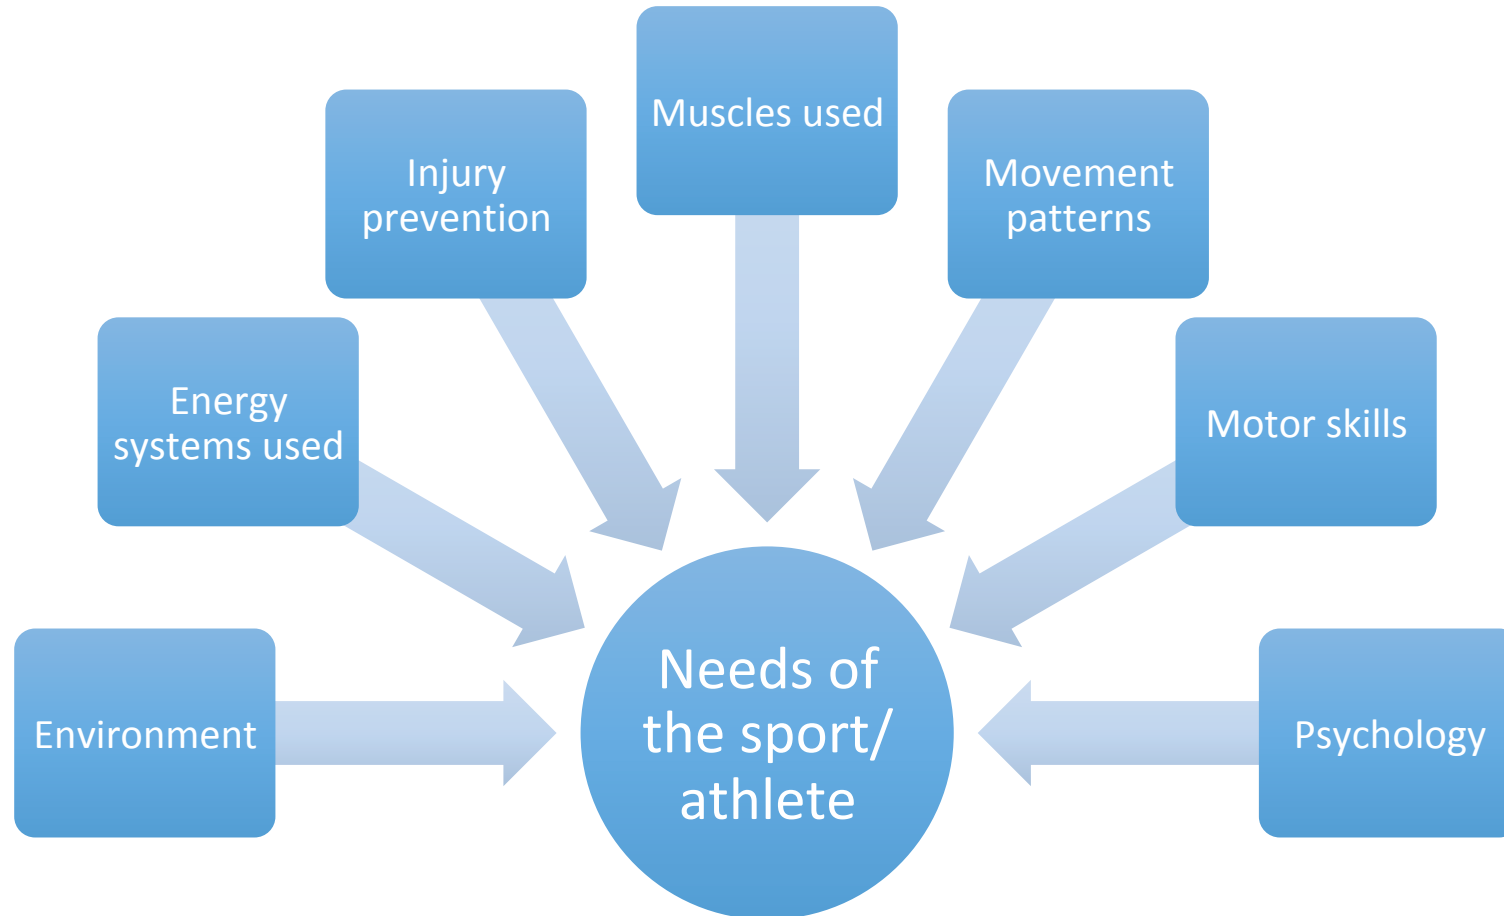 Muscles used
Injury
prevention
Movement
patterns
Energy
systems used
Motor skills
Environment
Needs of
the sport/
athlete
Psychology